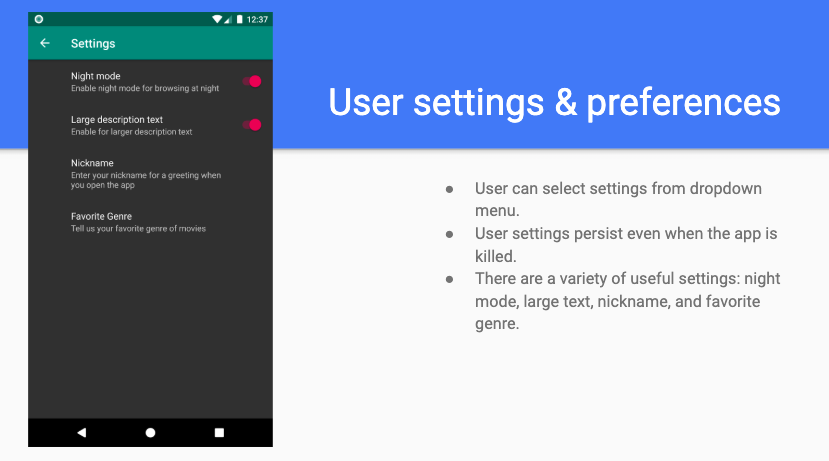 12:37
Settings
Night mode
Enable night mode for browsing at night
Large description text
Enable for larger description text
Nickname
Enter your nickname for a greeting when
you open the app
Favorite Genre
Tell us your favorite genre of movies
User settings & preferences
● User can select settings from dropdown
menu.
● User settings persist even when the app is
killed.
● There are a variety of useful settings: night
mode, large text, nickname, and favorite
genre.